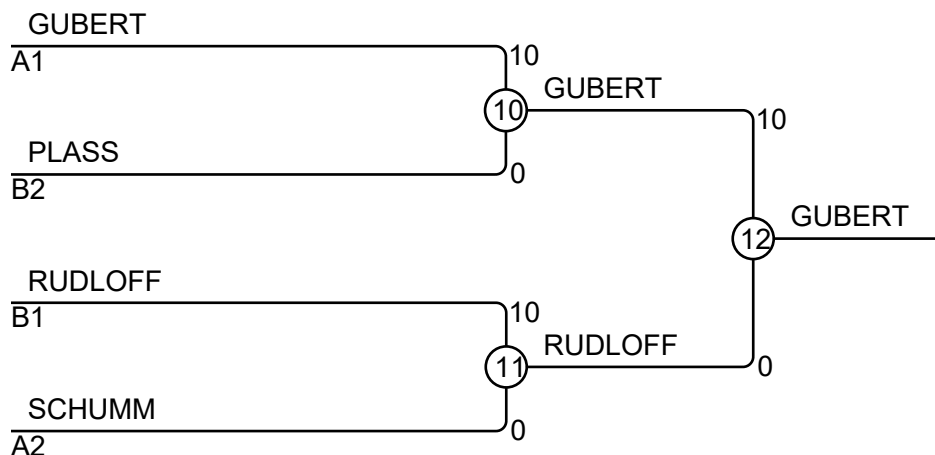 GUBERT
A1
10
10
GUBERT
10
PLASS
B2
0
12
GUBERT
RUDLOFF
B1
10
11
RUDLOFF
0
SCHUMM
A2
0